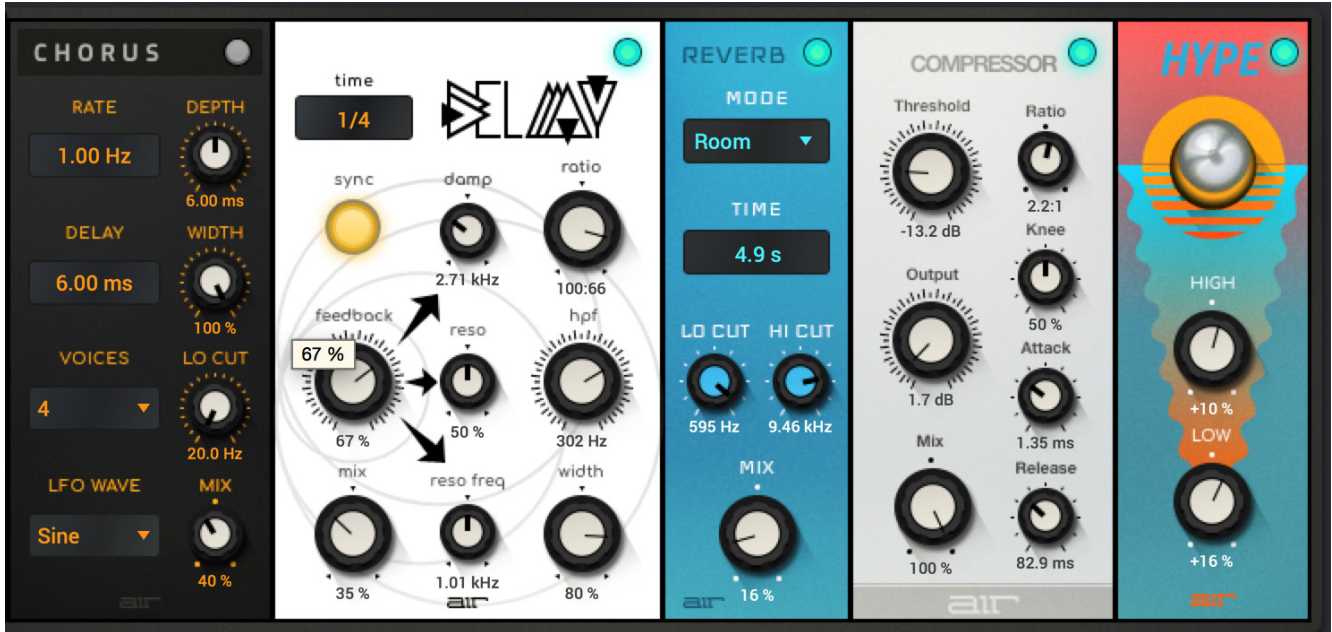 CHORUS
RATE
DEPTH
1.00 Hz
6.00 ms
DELAY
WIDTH
6.00 ms
100 %
VOICES
LO CUT
4
20.0 Hz
LFO WAVE
MIX
Sine
40 %
air
time
1/4
DELAY
sync
damp
ratio
2.71 kHz
100:66
feedback
67 %
reso
hpf
67 %
50 %
302 Hz
mix
reso freq
width
35 %
1.01 kHz
80 %
air
REVERB
MODE
Room
TIME
4.9 s
LO CUT
HI CUT
595 Hz
9.46 kHz
MIX
16 %
air
COMPRESSOR
Threshold
Ratio
-13.2 dB
2.2:1
Knee
Output
50 %
1.7 dB
Attack
1.35 ms
Mix
Release
100 %
82.9 ms
air
HYPE
HIGH
+10 %
LOW
+16 %
air